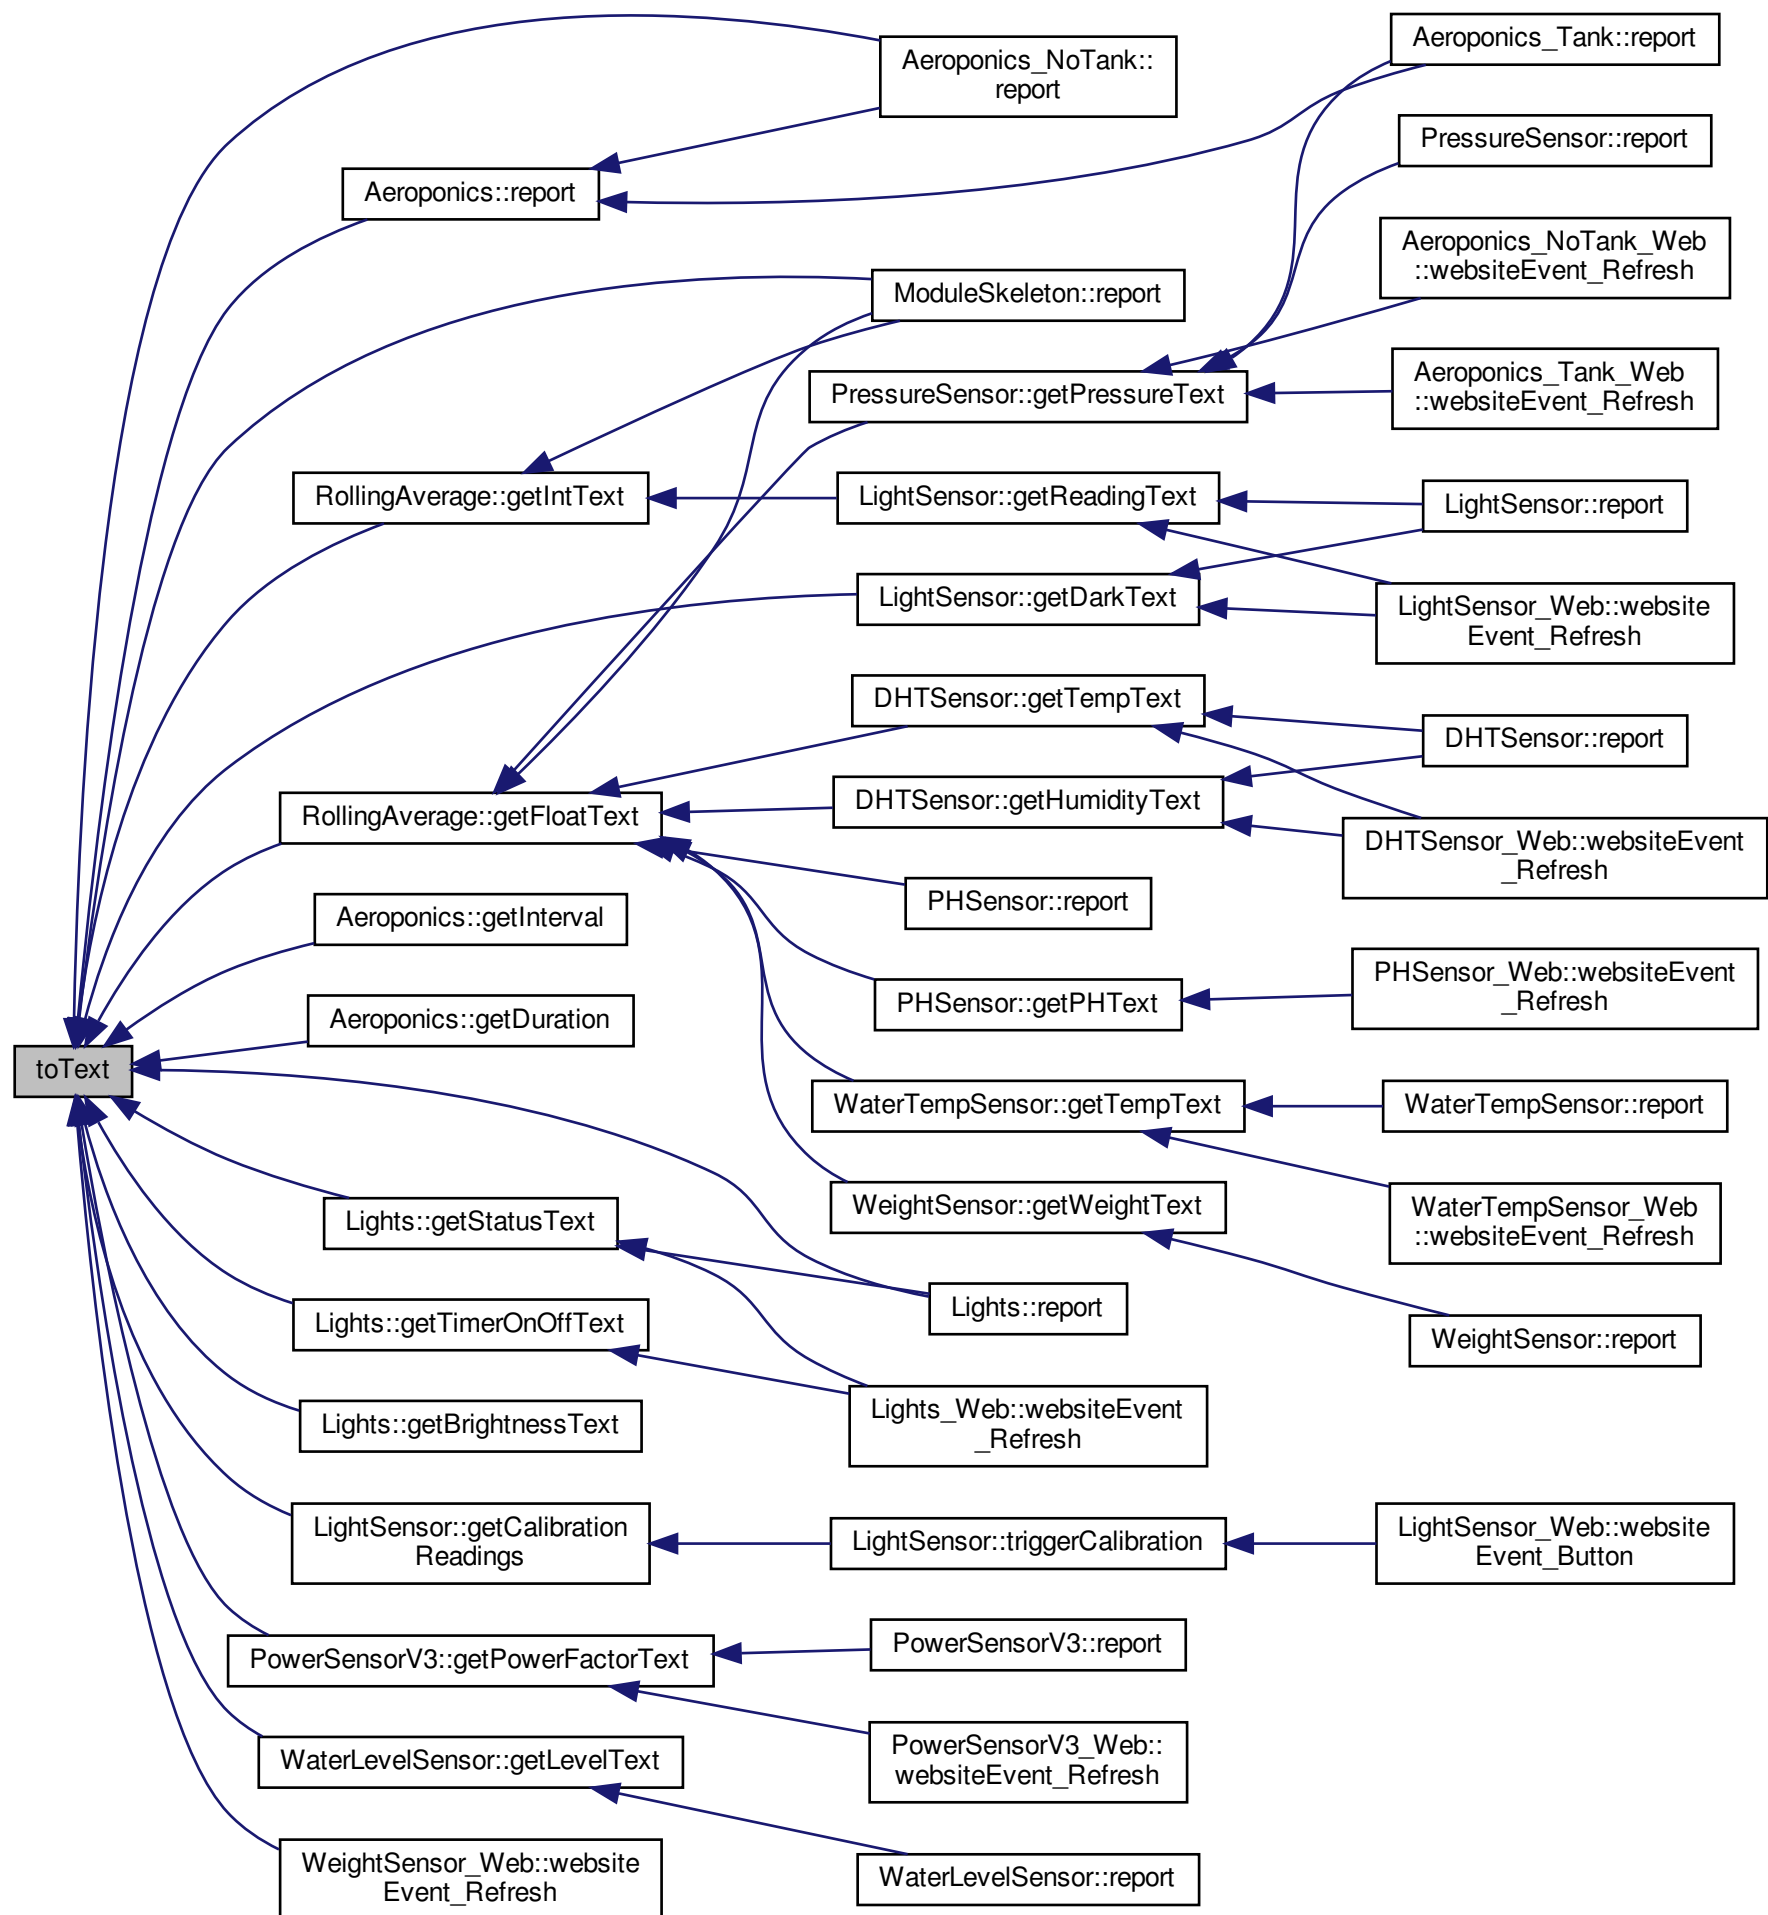 Aeroponics_Tank::report
Aeroponics_NoTank::
report
PressureSensor::report
Aeroponics::report
Aeroponics_NoTank_Web
::websiteEvent_Refresh
ModuleSkeleton::report
PressureSensor::getPressureText
Aeroponics_Tank_Web
::websiteEvent_Refresh
RollingAverage::getIntText
LightSensor::getReadingText
LightSensor::report
LightSensor::getDarkText
LightSensor_Web::website
Event_Refresh
DHTSensor::getTempText
DHTSensor::report
DHTSensor::getHumidityText
RollingAverage::getFloatText
DHTSensor_Web::websiteEvent
_Refresh
PHSensor::report
Aeroponics::getInterval
PHSensor_Web::websiteEvent
_Refresh
PHSensor::getPHText
Aeroponics::getDuration
toText
WaterTempSensor::getTempText
WaterTempSensor::report
WeightSensor::getWeightText
Lights::getStatusText
WaterTempSensor_Web
::websiteEvent_Refresh
Lights::report
Lights::getTimerOnOffText
WeightSensor::report
Lights::getBrightnessText
Lights_Web::websiteEvent
_Refresh
LightSensor::getCalibration
Readings
LightSensor::triggerCalibration
LightSensor_Web::website
Event_Button
PowerSensorV3::getPowerFactorText
PowerSensorV3::report
PowerSensorV3_Web::
websiteEvent_Refresh
WaterLevelSensor::getLevelText
WaterLevelSensor::report
WeightSensor_Web::website
Event_Refresh